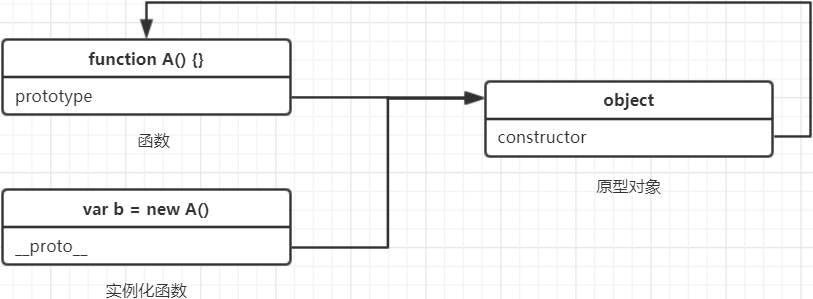 function A() {}
prototype
函数
object
constructor
原型对象
var b = new A()
__proto__
实例化函数